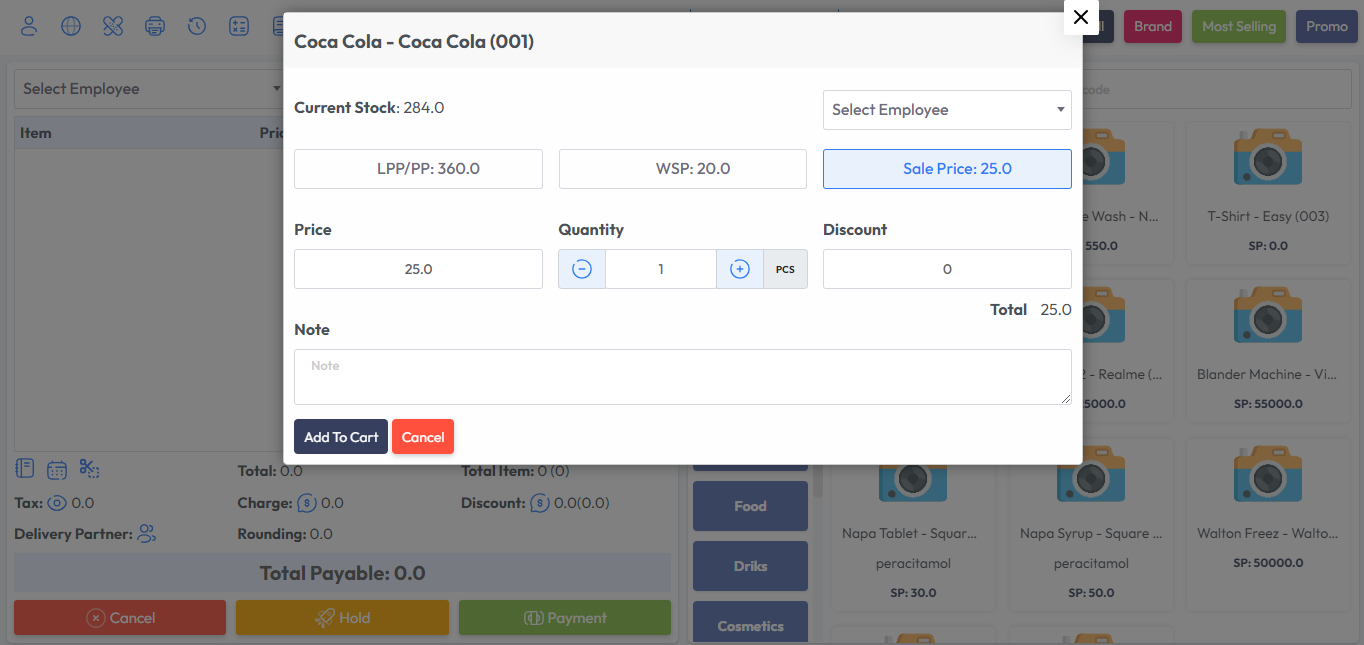 Coca Cola - Coca Cola (001)
Brand
Most Selling
Promo
Select Employee
Item
Current Stock: 284.0
Select Employee
code
LPP/PP: 360.0
WSP: 20.0
Sale Price: 25.0
Price
Quantity
Discount
25.0
1
PCS
0
Total 25.0
Note
Note
Add To Cart
Cancel
e Wash - N...
550.0
T-Shirt - Easy (003)
SP: 0.0
2 - Realme (...
5000.0
Blander Machine - Vi...
SP: 55000.0
Total: 0.0
Total Item: 0 (0)
Tax: 0.0
Charge: 0.0
Discount: 0.0(0.0)
Delivery Partner:
Rounding: 0.0
Total Payable: 0.0
Cancel
Hold
Payment
Food
Driks
Cosmetics
Napa Tablet - Squar...
peracitamol
SP: 30.0
Napa Syrup - Square ...
peracitamol
SP: 50.0
Walton Freez - Walto...
SP: 50000.0